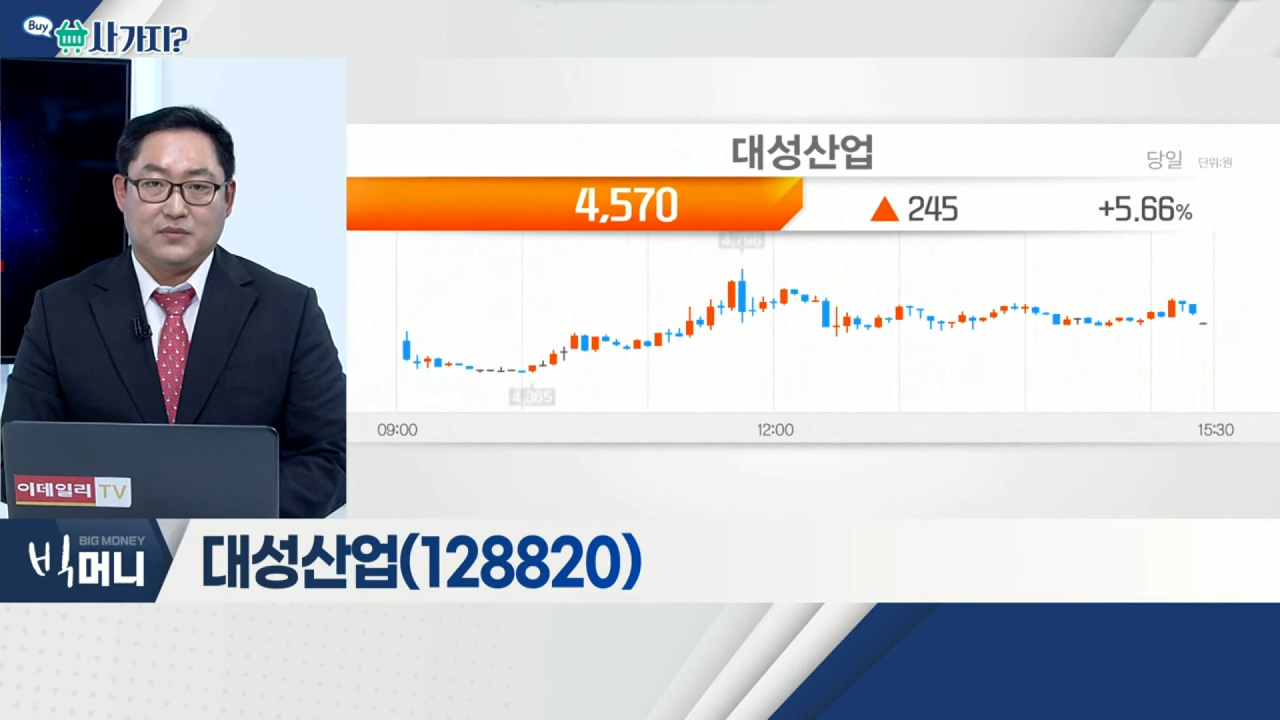 Buy 사가지?
대성산업
당일 단위:원
4,570 ▲ 245 +5.66%
4,365
09:00 12:00 15:30
이데일리 TV
BIG MONEY
빅머니
대성산업(128820)